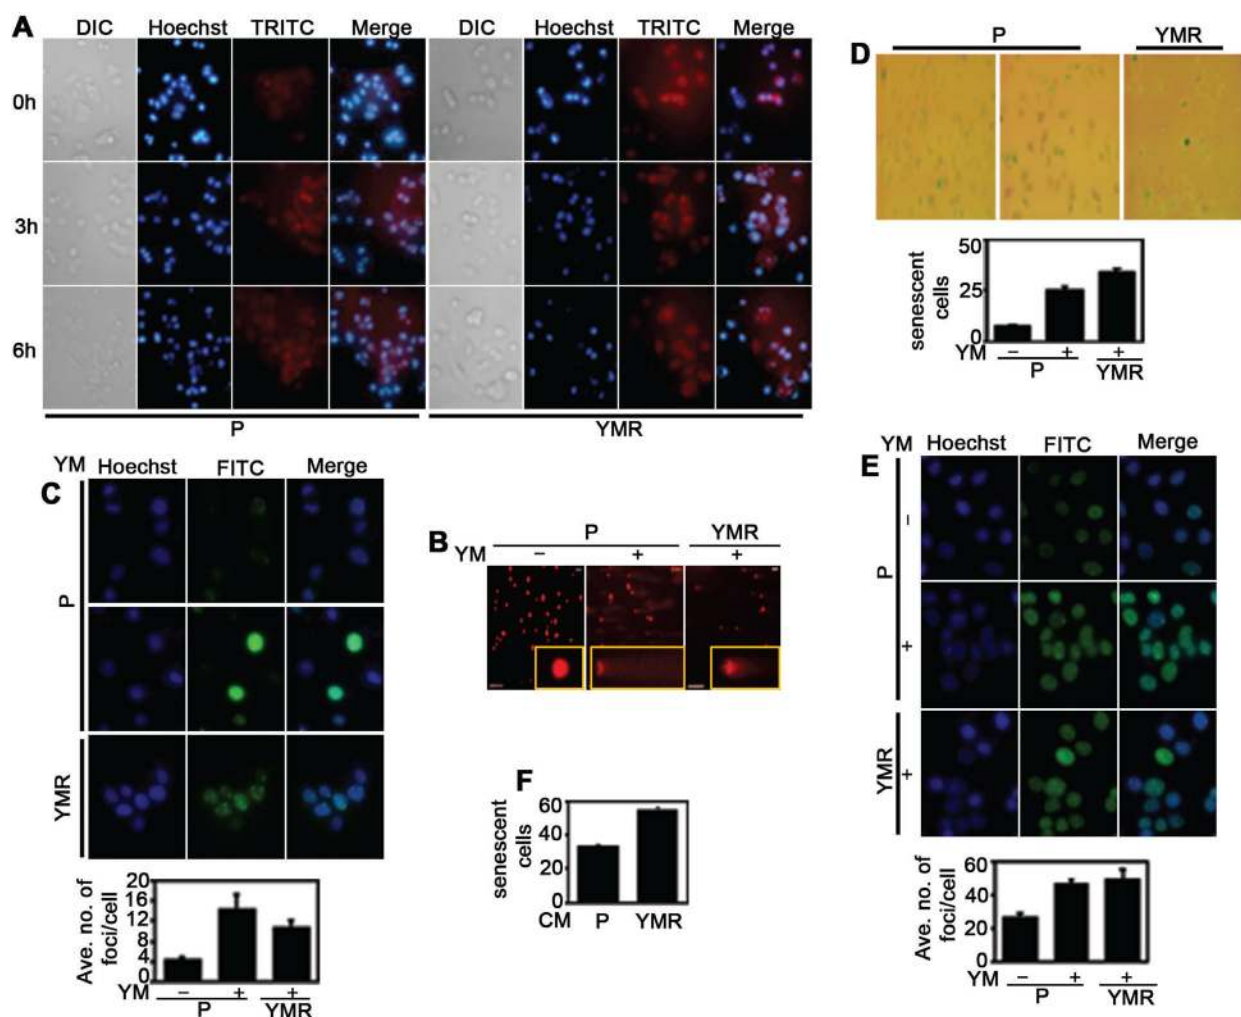 A
DIC Hoechst TRITC Merge DIC Hoechst TRITC Merge
0h
3h
6h
P YMR
D
P YMR
senescent cells
50
25
0
YM – + +
P YMR
C
YM Hoechst FITC Merge
P
YMR
Ave. no. of foci/cell
20
16
12
8
4
0
YM – + +
P YMR
B
P YMR
YM – + +
F
senescent cells
60
40
20
0
CM P YMR
E
YM Hoechst FITC Merge
–
P
+
YMR +
Ave. no. of foci/cell
60
40
20
0
YM – + +
P YMR